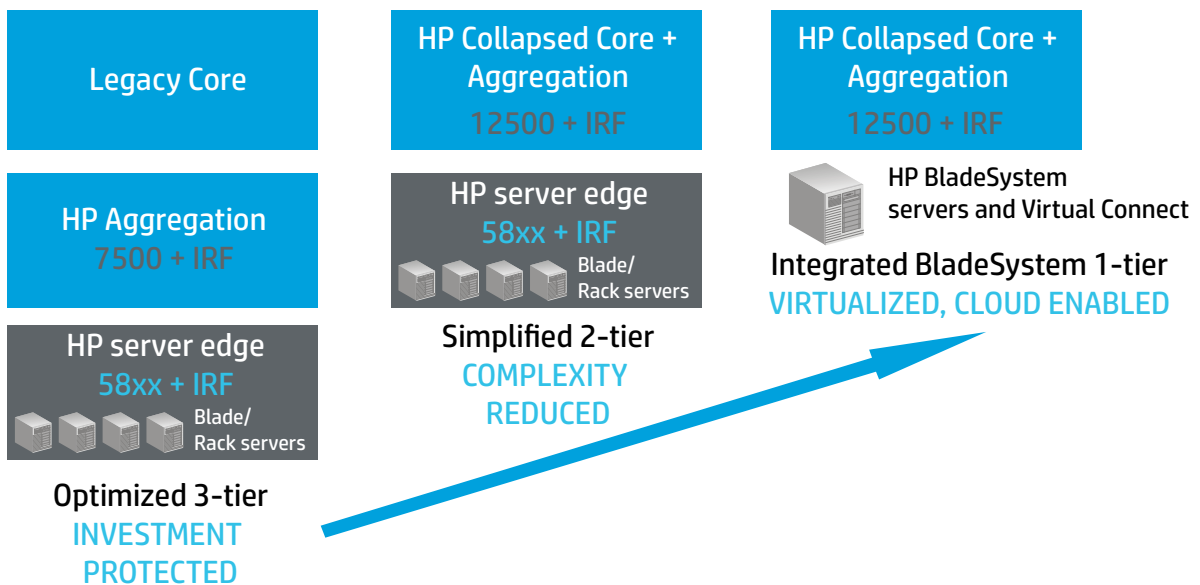 Legacy Core
HP Aggregation
7500 + IRF
HP server edge
58xx + IRF
Blade/
Rack servers
Optimized 3-tier
INVESTMENT
PROTECTED
HP Collapsed Core +
Aggregation
12500 + IRF
HP server edge
58xx + IRF
Blade/
Rack servers
Simplified 2-tier
COMPLEXITY
REDUCED
HP Collapsed Core +
Aggregation
12500 + IRF
HP BladeSystem
servers and Virtual Connect
Integrated BladeSystem 1-tier
VIRTUALIZED, CLOUD ENABLED